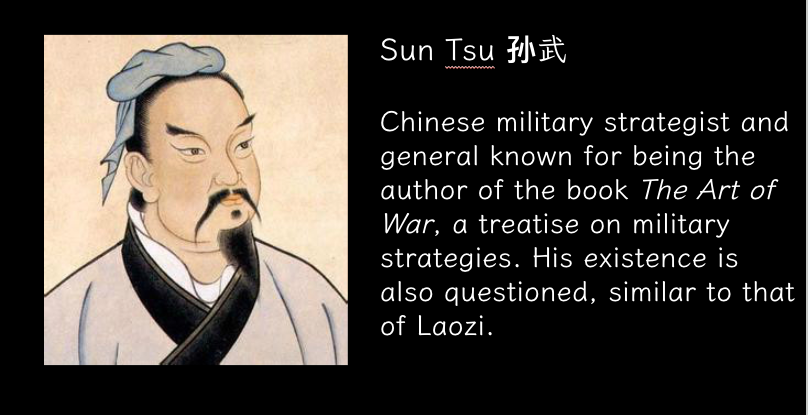 Sun Tsu 孙武
Chinese military strategist and
general known for being the
author of the book The Art of
War, a treatise on military
strategies. His existence is
also questioned, similar to that
of Laozi.